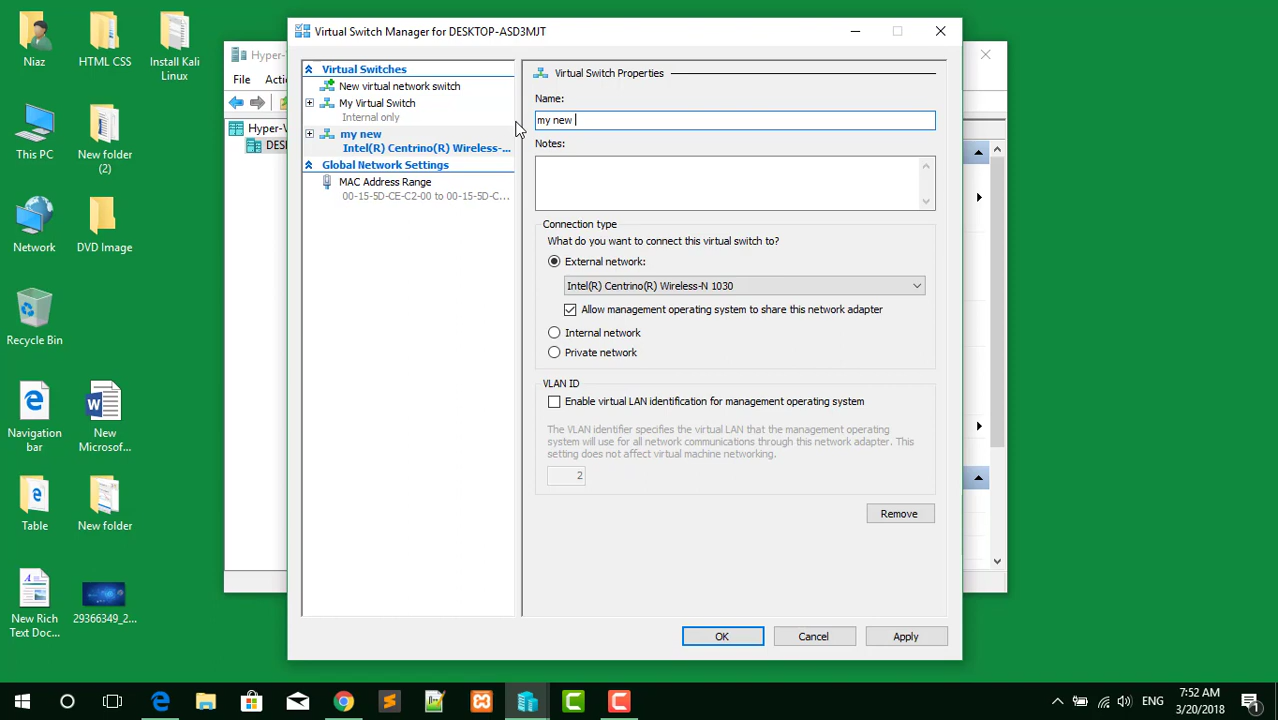 Niaz
HTML CSS
Install Kali
Linux
This PC
New folder
(2)
Network
DVD Image
Recycle Bin
Navigation
bar
New
Microsof...
Table
New folder
New Rich
Text Doc...
29366349_2...
Hyper-
File
Acti
Hyper-V
DESK
Virtual Switch Manager for DESKTOP-ASD3MJT
Virtual Switches
New virtual network switch
My Virtual Switch
Internal only
my new
Intel(R) Centrino(R) Wireless-...
Global Network Settings
MAC Address Range
00-15-5D-CE-C2-00 to 00-15-5D-C...
Virtual Switch Properties
Name:
my new
Notes:
Connection type
What do you want to connect this virtual switch to?
External network:
Intel(R) Centrino(R) Wireless-N 1030
Allow management operating system to share this network adapter
Internal network
Private network
VLAN ID
Enable virtual LAN identification for management operating system
The VLAN identifier specifies the virtual LAN that the management operating
system will use for all network communications through this network adapter. This
setting does not affect virtual machine networking.
2
Remove
OK
Cancel
Apply
ENG
7:52 AM
3/20/2018
1